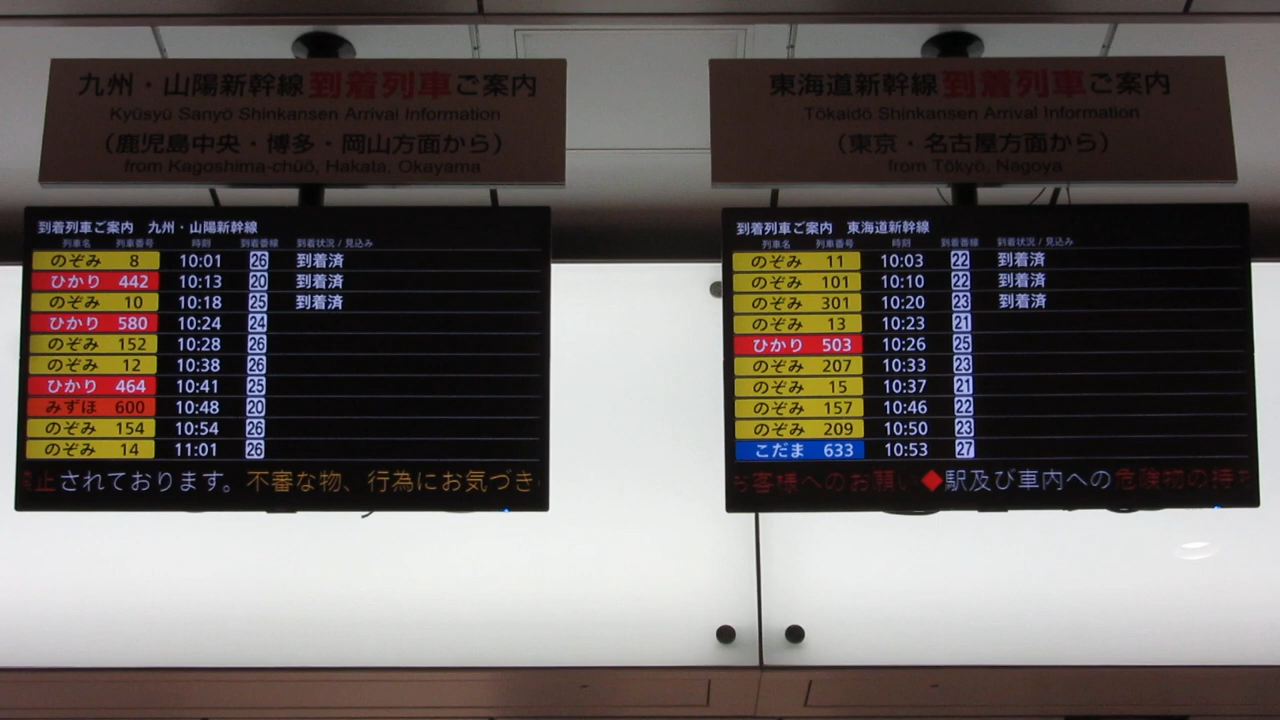 九州・山陽新幹線到着列車ご案内
Kyūsyū Sanyō Shinkansen Arrival Information
（鹿児島中央・博多・岡山方面から）
from Kagoshima-chūō, Hakata, Okayama
到着列車ご案内 九州・山陽新幹線
列車名 列車番号 時刻 到着番線 到着状況 / 見込み
のぞみ 8 10:01 26 到着済
ひかり 442 10:13 20 到着済
のぞみ 10 10:18 25 到着済
ひかり 580 10:24 24
のぞみ 152 10:28 26
のぞみ 12 10:38 26
ひかり 464 10:41 25
みずほ 600 10:48 20
のぞみ 154 10:54 26
のぞみ 14 11:01 26
止されております。不審な物、行為にお気づき
東海道新幹線到着列車ご案内
Tōkaidō Shinkansen Arrival Information
（東京・名古屋方面から）
from Tōkyō, Nagoya
到着列車ご案内 東海道新幹線
列車名 列車番号 時刻 到着番線 到着状況 / 見込み
のぞみ 11 10:03 22 到着済
のぞみ 101 10:10 22 到着済
のぞみ 301 10:20 23 到着済
のぞみ 13 10:23 21
ひかり 503 10:26 25
のぞみ 207 10:33 23
のぞみ 15 10:37 21
のぞみ 157 10:46 22
のぞみ 209 10:50 23
こだま 633 10:53 27
お客様へのお願い ◆駅及び車内への危険物の持ち